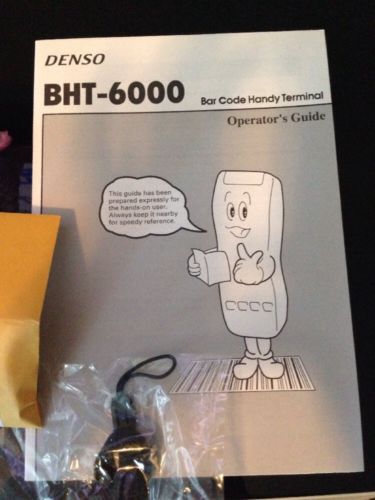 DENSO
BHT-6000
Bar Code Handy Terminal
Operator's Guide
This guide has been
prepared expressly for
the hands-on user.
Always keep it nearby
for speedy reference.